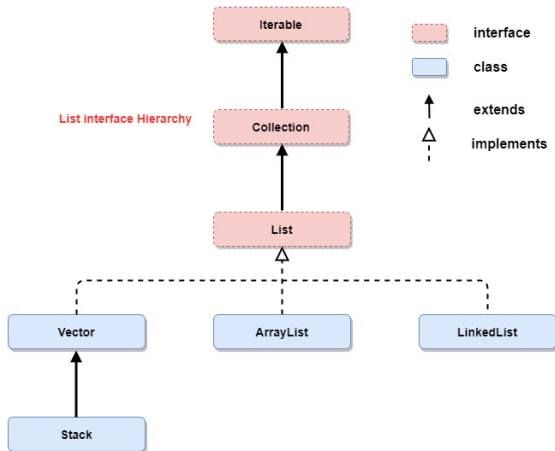 Iterable
interface
class
List interface Hierarchy
Collection
extends
implements
List
Vector
ArrayList
LinkedList
Stack